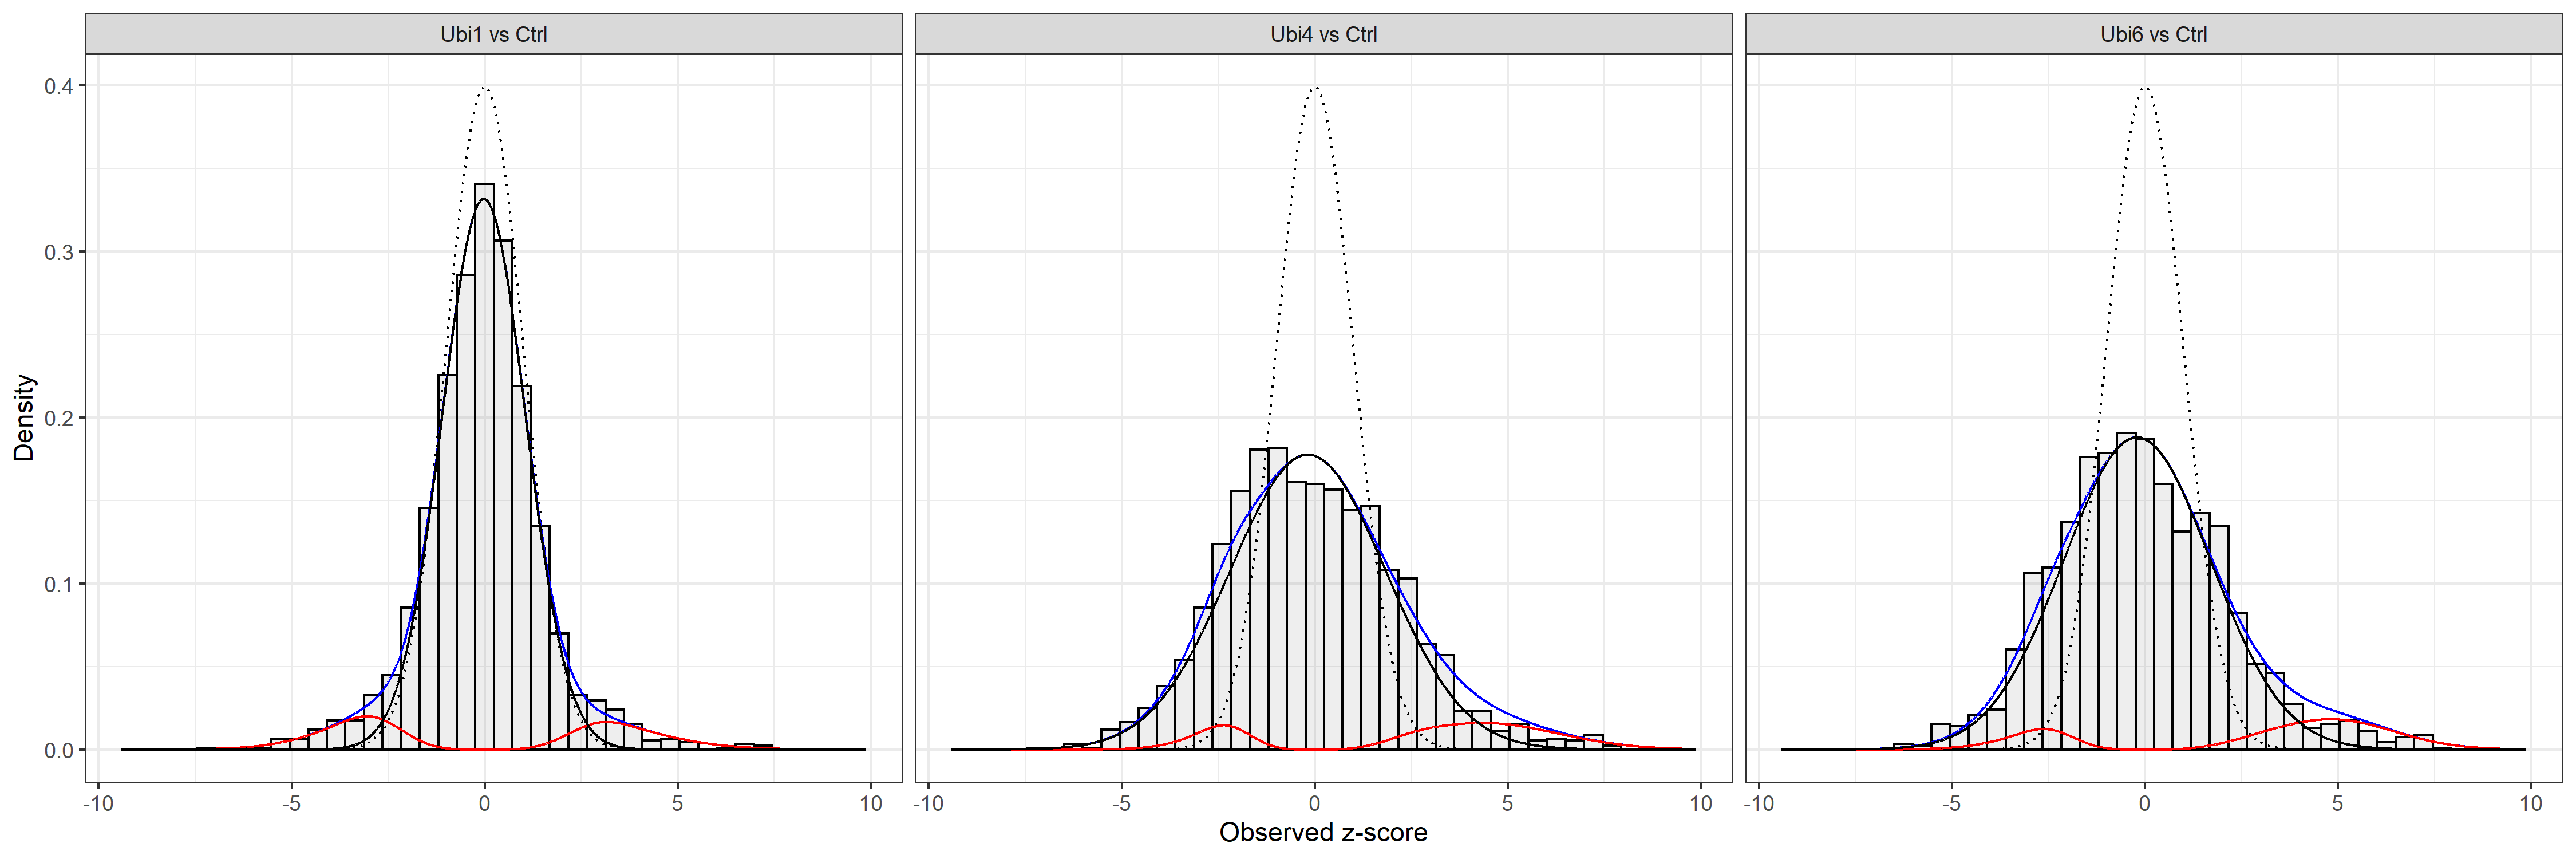 Ubi1 vs Ctrl
Ubi4 vs Ctrl
Ubi6 vs Ctrl
Density
0.4
0.3
0.2
0.1
0.0
-10 -5 0 5 10
-10 -5 0 5 10
-10 -5 0 5 10
Observed z-score